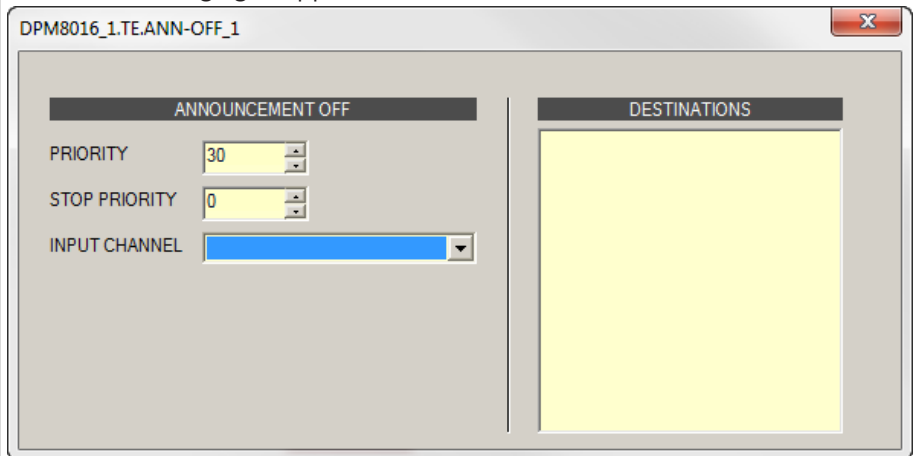 DPM8016_1.TE.ANN-OFF_1
ANNOUNCEMENT OFF
PRIORITY 30
STOP PRIORITY 0
INPUT CHANNEL
DESTINATIONS